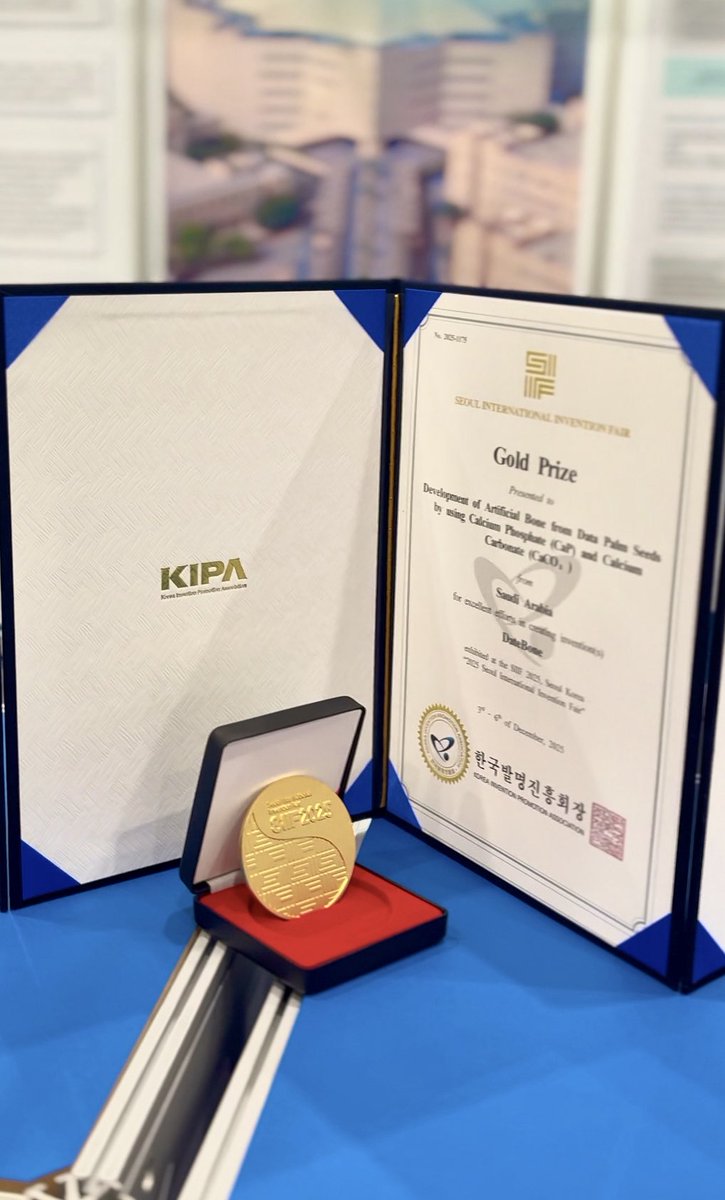 KIPA
Korea Invention Promotion Association
SIIF 2025
No. 2025-1175
SIIF
SEOUL INTERNATIONAL INVENTION FAIR
Gold Prize
Presented to
Development of Artificial Bone from Data Palm Seeds
by using Calcium Phosphate (CaP) and Calcium
Carbonate (CaCO₃)
from
Saudi Arabia
for excellent efforts in creating invention(s)
DateBone
exhibited at the SIIF 2025, Seoul Korea
"2025 Seoul International Invention Fair"
3rd - 6th of December, 2025
한국발명진흥회장
KOREA INVENTION PROMOTION ASSOCIATION